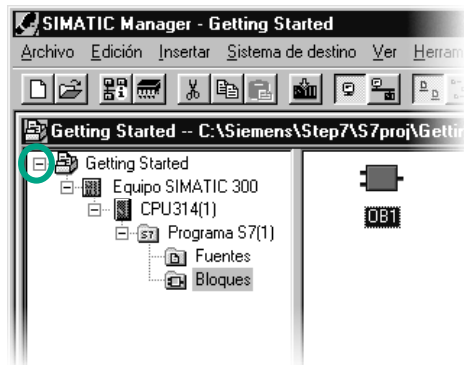 SIMATIC Manager - Getting Started
Archivo Edición Insertar Sistema de destino Ver
Getting Started -- C:\Siemens\Step7\S7proj\
Getting Started
Equipo SIMATIC 300
OB1
CPU314(1)
S7 Programa S7(1)
Fuentes
Bloques